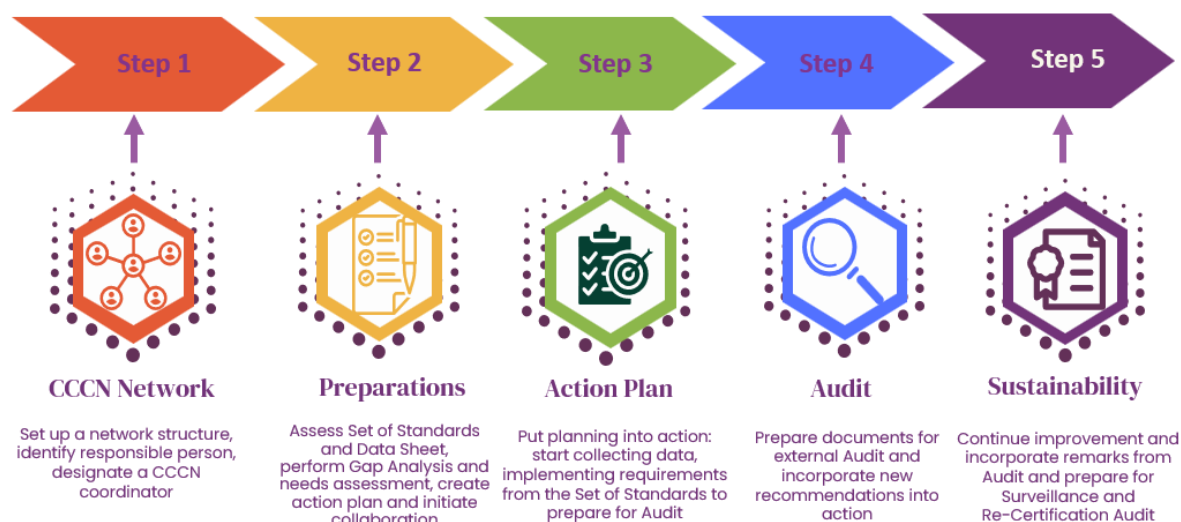 Step 1
Step 2
Step 3
Step 4
Step 5
CCCN Network
Set up a network structure,
identify responsible person,
designate a CCCN
coordinator
Preparations
Assess Set of Standards
and Data Sheet,
perform Gap Analysis and
needs assessment, create
action plan and initiate
collaboration
Action Plan
Put planning into action:
start collecting data,
implementing requirements
from the Set of Standards to
prepare for Audit
Audit
Prepare documents for
external Audit and
incorporate new
recommendations into
action
Sustainability
Continue improvement and
incorporate remarks from
Audit and prepare for
Surveillance and
Re-Certification Audit